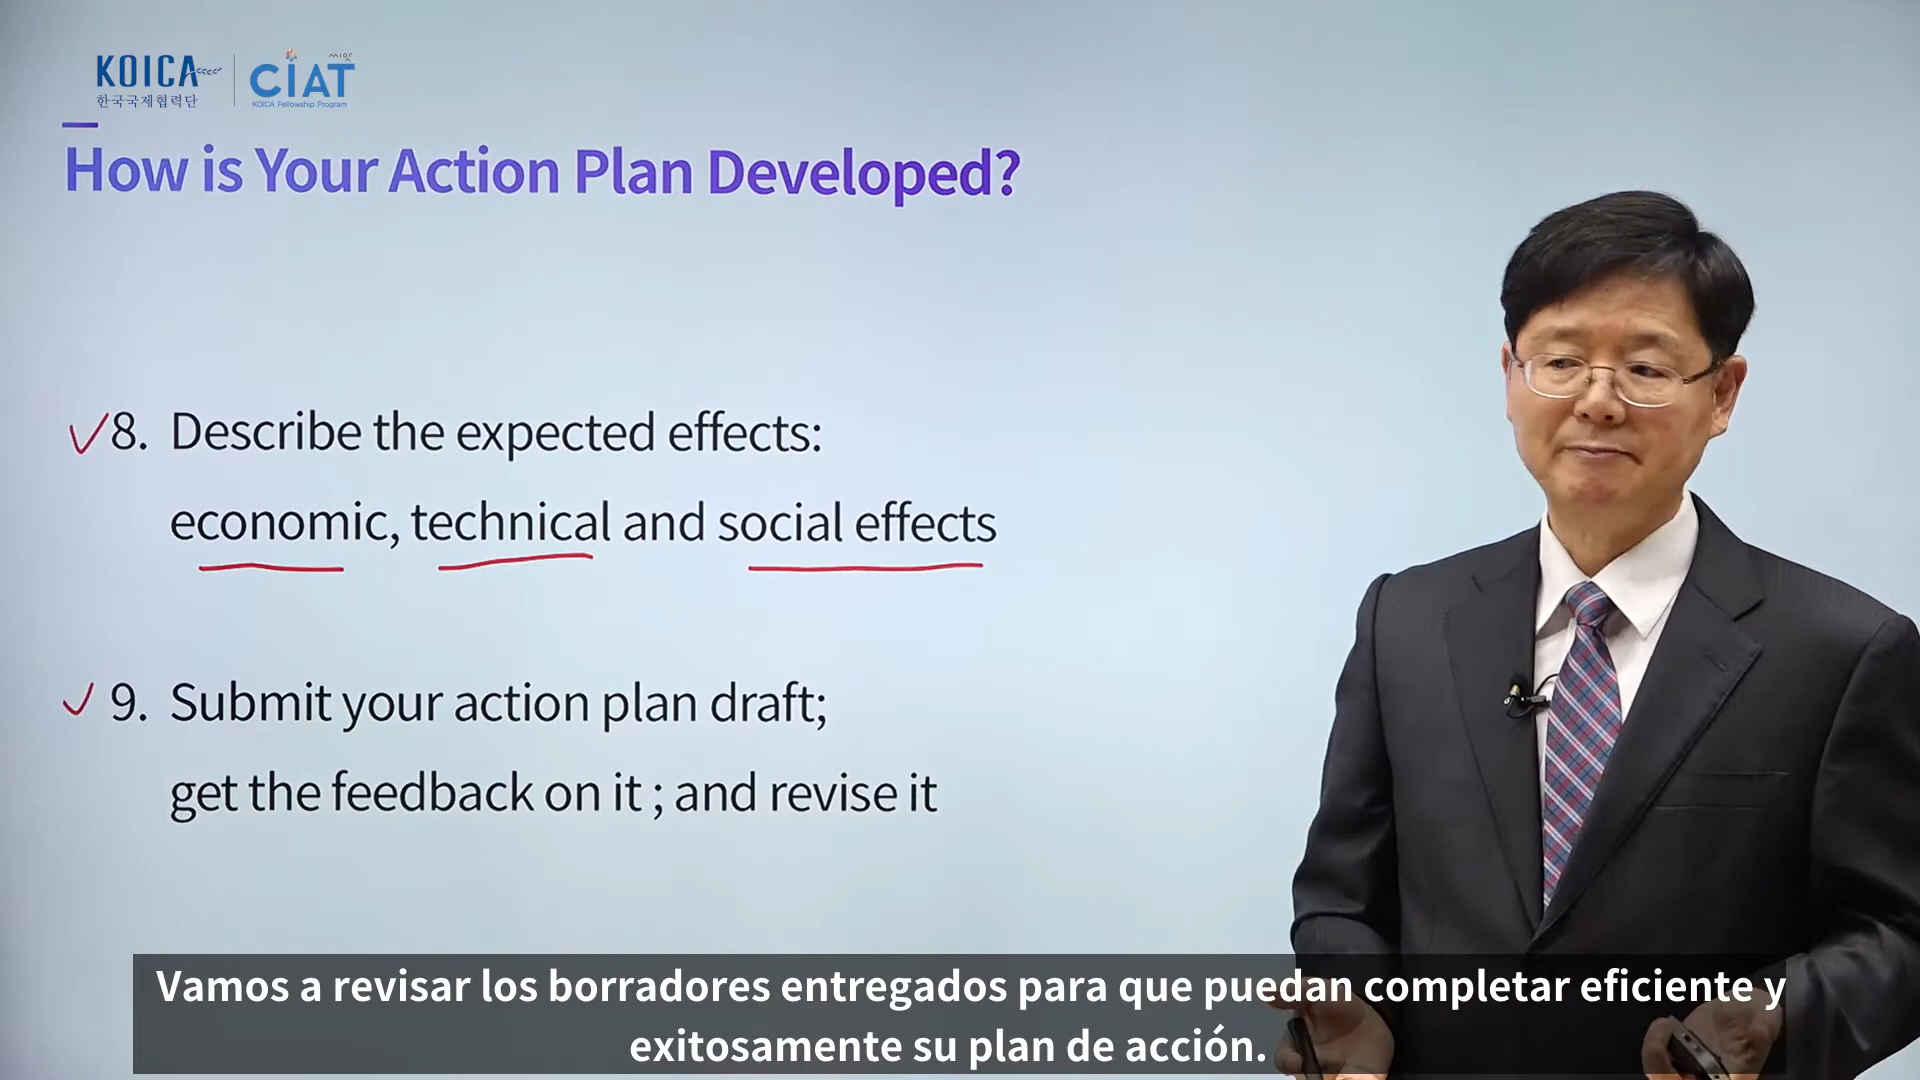 KOICA
한국국제협력단
씨앗
CIAT
KOICA Fellowship Program
How is Your Action Plan Developed?
8. Describe the expected effects:
economic, technical and social effects
9. Submit your action plan draft;
get the feedback on it ; and revise it
Vamos a revisar los borradores entregados para que puedan completar eficiente y
exitosamente su plan de acción.